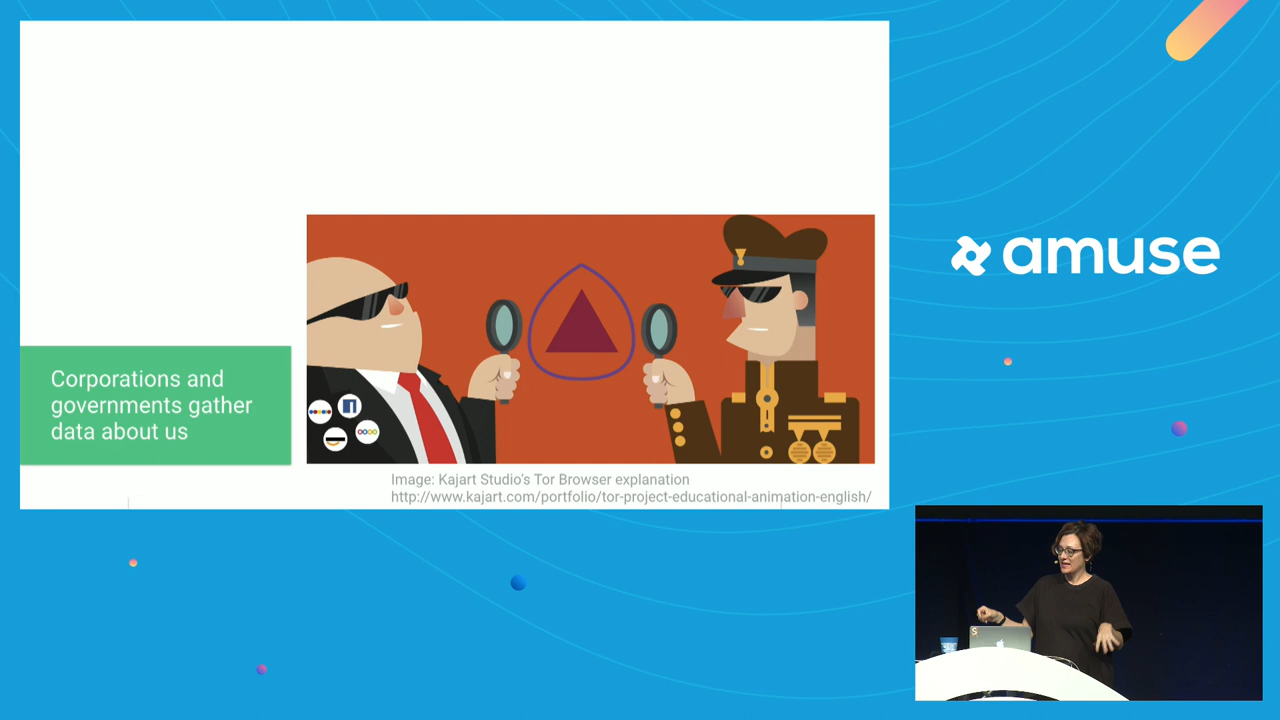 Corporations and
governments gather
data about us
Image: Kajart Studio's Tor Browser explanation
http://www.kajart.com/portfolio/tor-project-educational-animation-english/
amuse